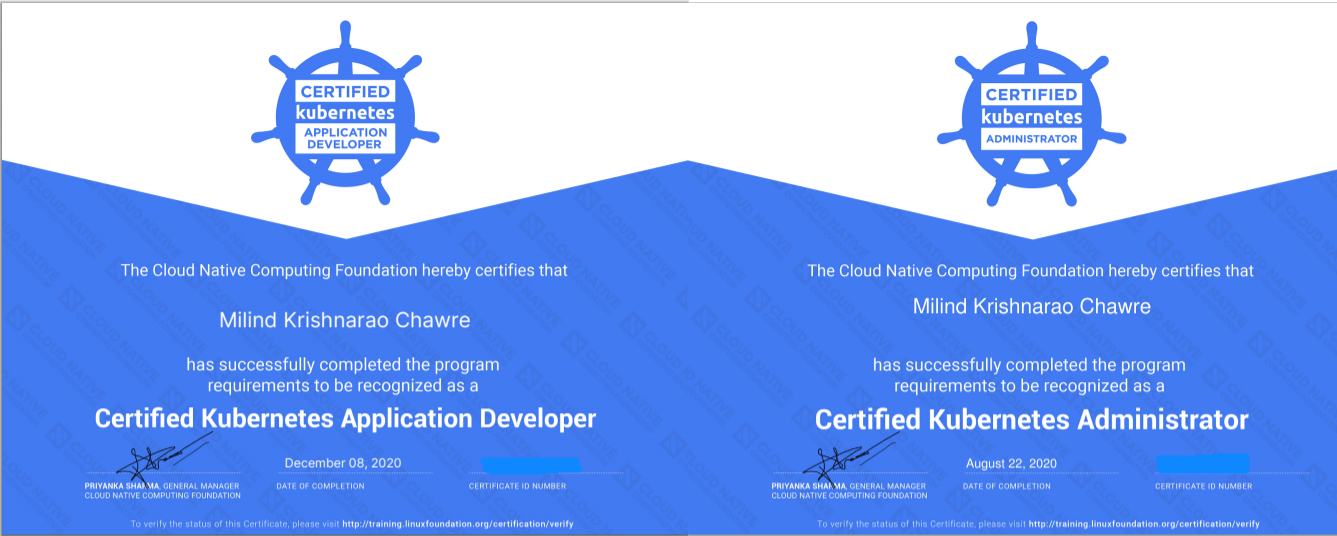 CERTIFIED
kubernetes
APPLICATION
DEVELOPER
The Cloud Native Computing Foundation hereby certifies that
Milind Krishnarao Chawre
has successfully completed the program
requirements to be recognized as a
Certified Kubernetes Application Developer
December 08, 2020
PRIYANKA SHARMA, GENERAL MANAGER
CLOUD NATIVE COMPUTING FOUNDATION
DATE OF COMPLETION
CERTIFICATE ID NUMBER
To verify the status of this Certificate, please visit http://training.linuxfoundation.org/certification/verify
CERTIFIED
kubernetes
ADMINISTRATOR
The Cloud Native Computing Foundation hereby certifies that
Milind Krishnarao Chawre
has successfully completed the program
requirements to be recognized as a
Certified Kubernetes Administrator
August 22, 2020
PRIYANKA SHARMA, GENERAL MANAGER
CLOUD NATIVE COMPUTING FOUNDATION
DATE OF COMPLETION
CERTIFICATE ID NUMBER
To verify the status of this Certificate, please visit http://training.linuxfoundation.org/certification/verify